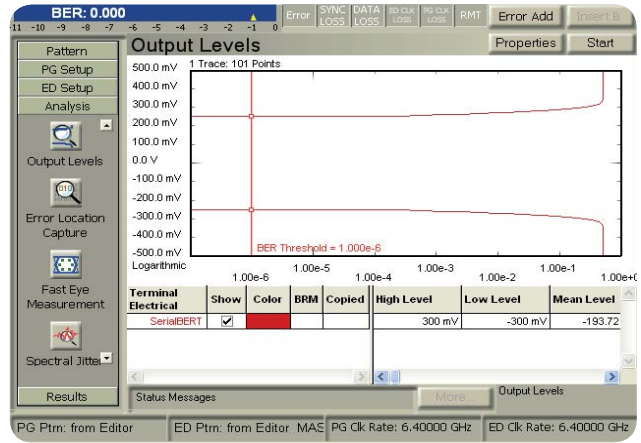 BER: 0.000
-11 -10 -9 -8 -7 -6 -5 -4 -3 -2 -1 0
Error
SYNC LOSS
DATA LOSS
ED CLK LOSS
PG CLK LOSS
RMT
Error Add
Insert B
Output Levels
Properties
Start
Pattern
PG Setup
ED Setup
Analysis
Output Levels
Error Location
Capture
Fast Eye
Measurement
Spectral Jitter
Results
1 Trace: 101 Points
500.0 mV
400.0 mV
300.0 mV
200.0 mV
100.0 mV
0.0 V
-100.0 mV
-200.0 mV
-300.0 mV
-400.0 mV
-500.0 mV
BER Threshold = 1.000e-6
Logarithmic
1.00e-6 1.00e-5 1.00e-4 1.00e-3 1.00e-2 1.00e-1 1.00e+0
Terminal Electrical Show Color BRM Copied High Level Low Level Mean Level
SerialBERT 300 mV -300 mV -193.72
Status Messages
More...
Output Levels
PG Ptrn: from Editor
ED Ptrn: from Editor MAS
PG Clk Rate: 6.40000 GHz
ED Clk Rate: 6.40000 GHz